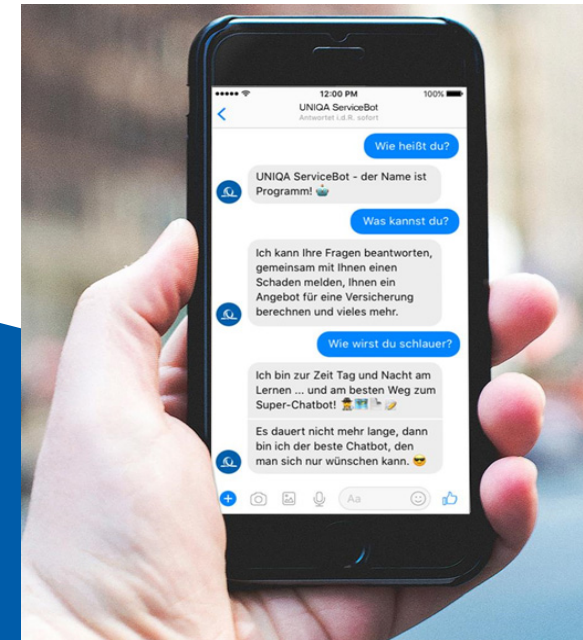 12:00 PM
100%
UNIQA ServiceBot
Antwortet i.d.R. sofort
Wie heißt du?
UNIQA ServiceBot - der Name ist
Programm! 🤖
Was kannst du?
Ich kann Ihre Fragen beantworten,
gemeinsam mit Ihnen einen
Schaden melden, Ihnen ein
Angebot für eine Versicherung
berechnen und vieles mehr.
Wie wirst du schlauer?
Ich bin zur Zeit Tag und Nacht am
Lernen ... und am besten Weg zum
Super-Chatbot!
Es dauert nicht mehr lange, dann
bin ich der beste Chatbot, den
man sich nur wünschen kann. 😎
Aa